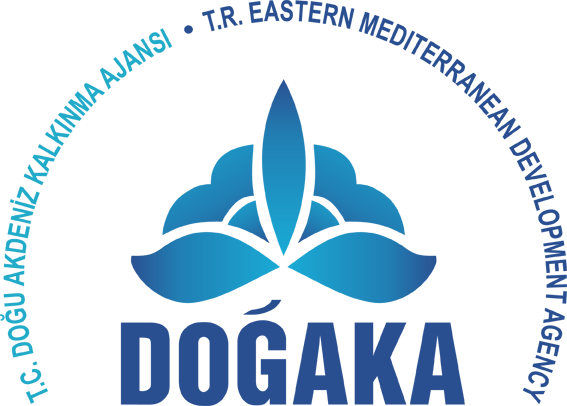 T.C. DOĞU AKDENİZ KALKINMA AJANSI • T.R. EASTERN MEDITERRANEAN DEVELOPMENT AGENCY
DOĞAKA